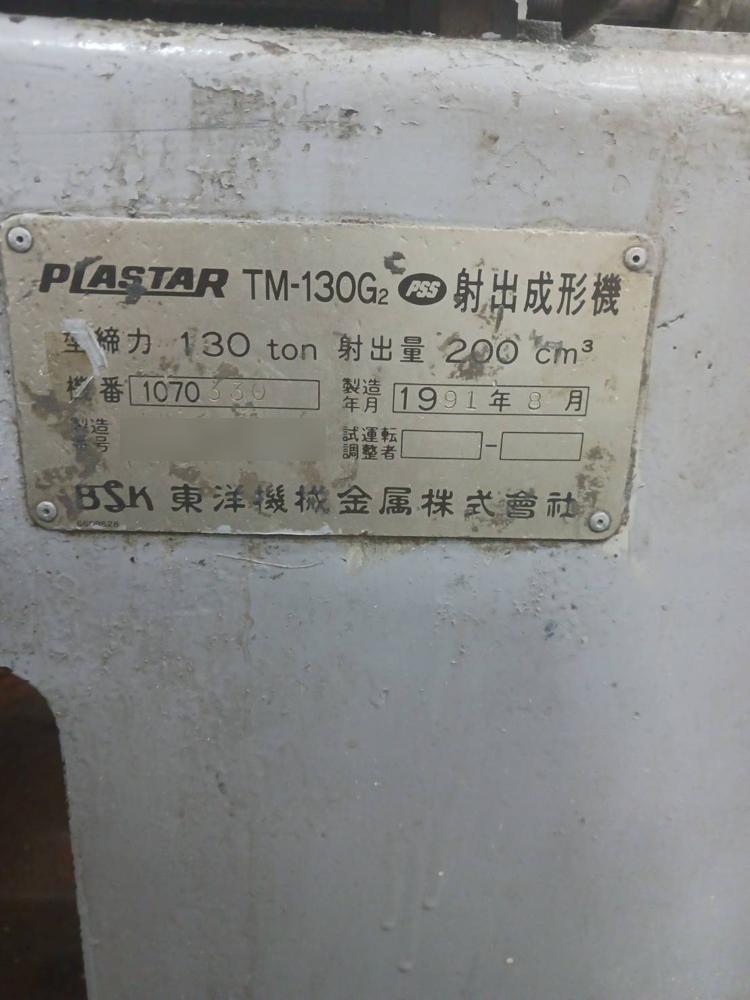 PLASTAR TM-130G2 PSS 射出成形機
型締力 130 ton 射出量 200 cm³
機番 1070330 製造年月 1991年8月
製造番号 試運転調整者 -
BSK 東洋機械金属株式會社
6608628